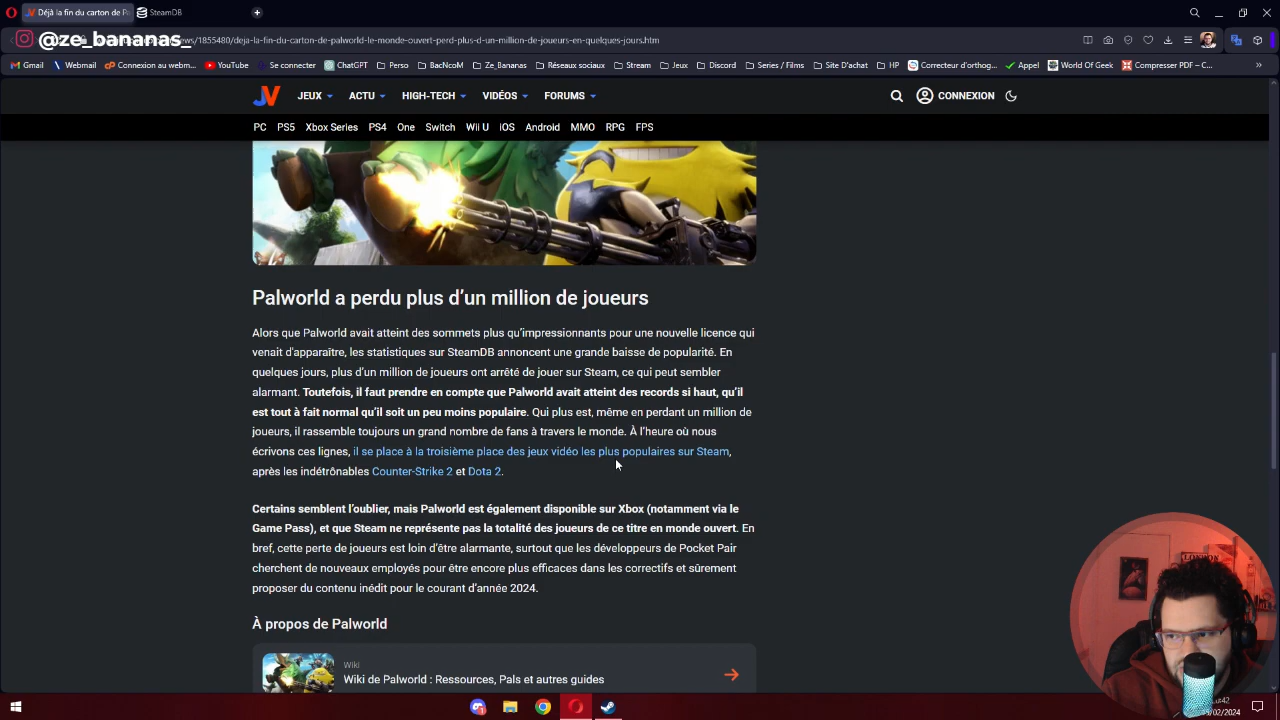 Déjà la fin du carton de Pa
SteamDB
@ze_bananas_
news/1855480/deja-la-fin-du-carton-de-palworld-le-monde-ouvert-perd-plus-d-un-million-de-joueurs-en-quelques-jours.htm
Gmail Webmail Connexion au webm... YouTube Se connecter ChatGPT Perso BacNcoM Ze_Bananas Réseaux sociaux Stream Jeux Discord Series / Films Site D'achat HP Correcteur d'orthog... Appel World Of Geek Compresser PDF – C... »
JV JEUX ACTU HIGH-TECH VIDÉOS FORUMS CONNEXION
PC PS5 Xbox Series PS4 One Switch Wii U iOS Android MMO RPG FPS
Palworld a perdu plus d’un million de joueurs
Alors que Palworld avait atteint des sommets plus qu’impressionnants pour une nouvelle licence qui
venait d’apparaître, les statistiques sur SteamDB annoncent une grande baisse de popularité. En
quelques jours, plus d’un million de joueurs ont arrêté de jouer sur Steam, ce qui peut sembler
alarmant. Toutefois, il faut prendre en compte que Palworld avait atteint des records si haut, qu’il
est tout à fait normal qu’il soit un peu moins populaire. Qui plus est, même en perdant un million de
joueurs, il rassemble toujours un grand nombre de fans à travers le monde. À l’heure où nous
écrivons ces lignes, il se place à la troisième place des jeux vidéo les plus populaires sur Steam,
après les indétrônables Counter-Strike 2 et Dota 2.
Certains semblent l’oublier, mais Palworld est également disponible sur Xbox (notamment via le
Game Pass), et que Steam ne représente pas la totalité des joueurs de ce titre en monde ouvert. En
bref, cette perte de joueurs est loin d’être alarmante, surtout que les développeurs de Pocket Pair
cherchent de nouveaux employés pour être encore plus efficaces dans les correctifs et sûrement
proposer du contenu inédit pour le courant d’année 2024.
À propos de Palworld
Wiki
Wiki de Palworld : Ressources, Pals et autres guides
LONDON
:42
/02/2024